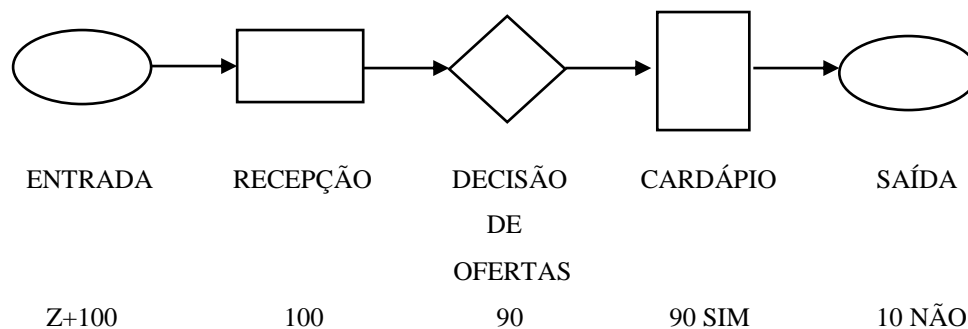 ENTRADA RECEPÇÃO DECISÃO CARDÁPIO SAÍDA
DE
OFERTAS
Z+100 100 90 90 SIM 10 NÃO